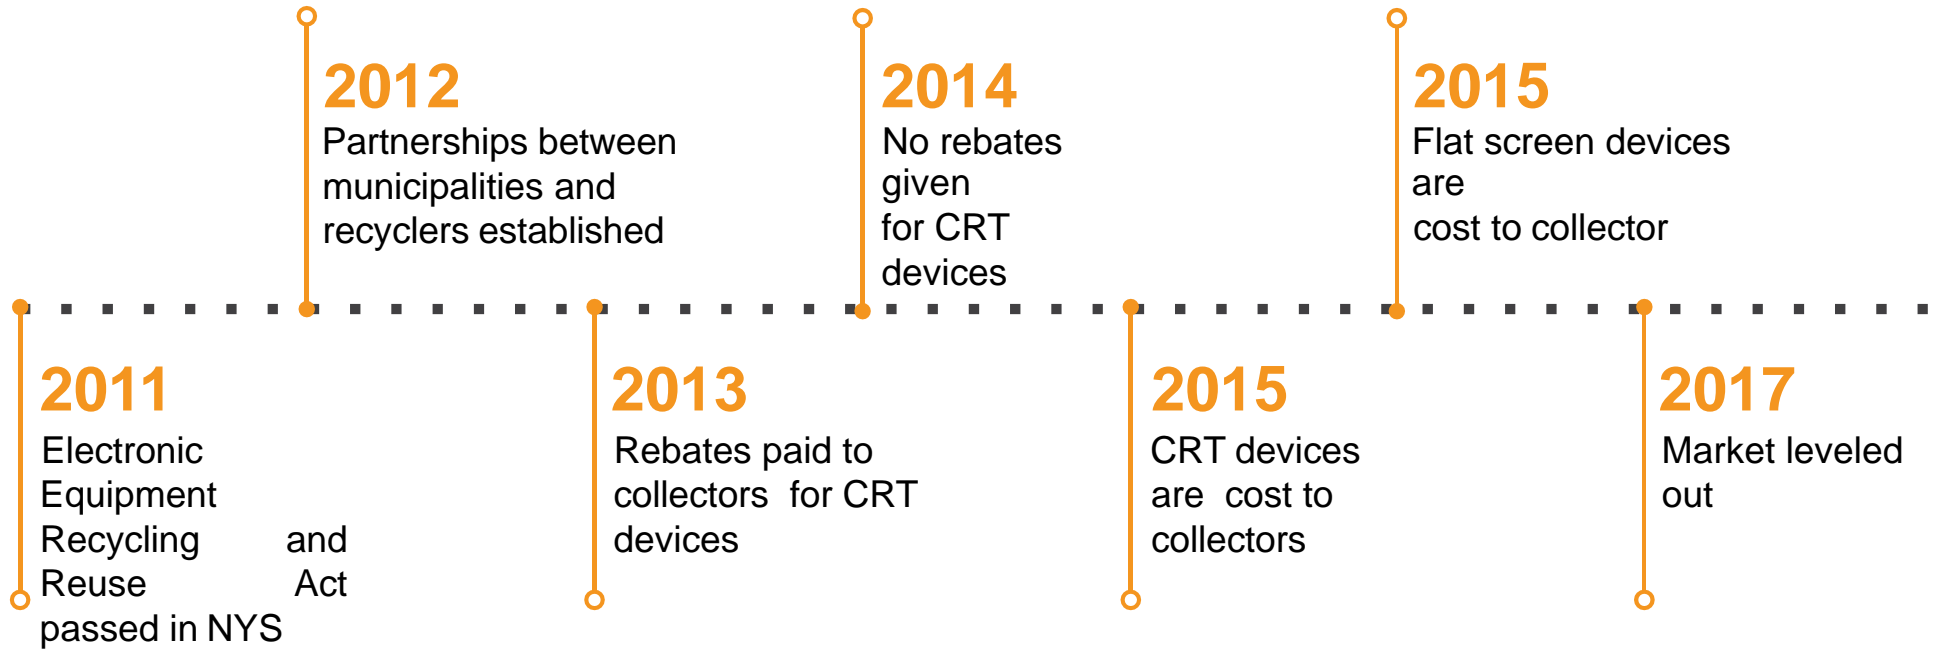 2012
Partnerships between
municipalities and
recyclers established
2014
No rebates
given
for CRT
devices
2015
Flat screen devices
are
cost to collector
2011
Electronic
Equipment
Recycling and
Reuse Act
passed in NYS
2013
Rebates paid to
collectors for CRT
devices
2015
CRT devices
are cost to
collectors
2017
Market leveled
out